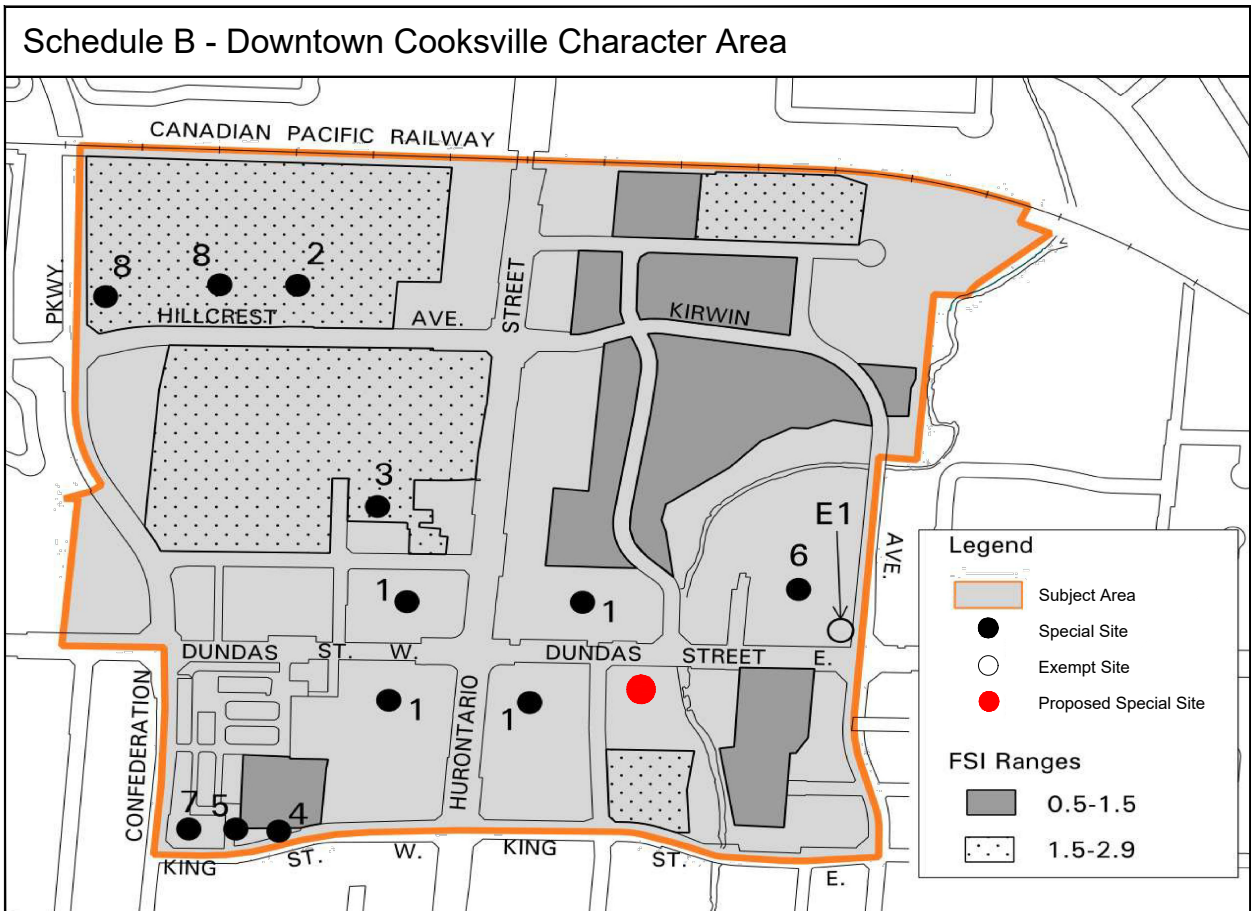 Schedule B - Downtown Cooksville Character Area
CANADIAN PACIFIC RAILWAY
PKWY.
8
8
2
HILLCREST AVE.
STREET
KIRWIN
3
E1
6
AVE.
1
1
DUNDAS ST. W.
DUNDAS STREET E.
CONFEDERATION
1
HURONTARIO
1
7
5
4
KING ST. W.
KING ST. E.
Legend
Subject Area
Special Site
Exempt Site
Proposed Special Site
FSI Ranges
0.5-1.5
1.5-2.9